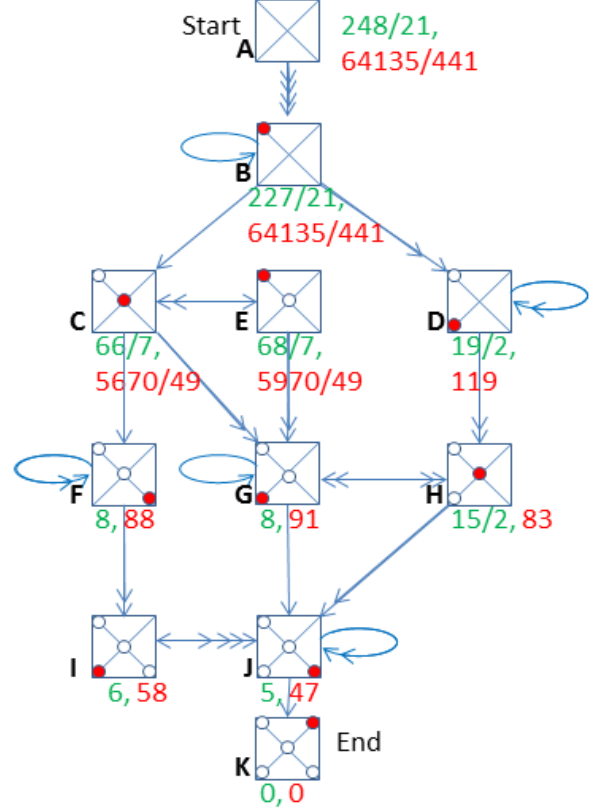 Start
A
248/21,
64135/441
B
227/21,
64135/441
C
66/7,
5670/49
E
68/7,
5970/49
D
19/2,
119
F
8, 88
G
8, 91
H
15/2, 83
I
6, 58
J
5, 47
End
K
0, 0